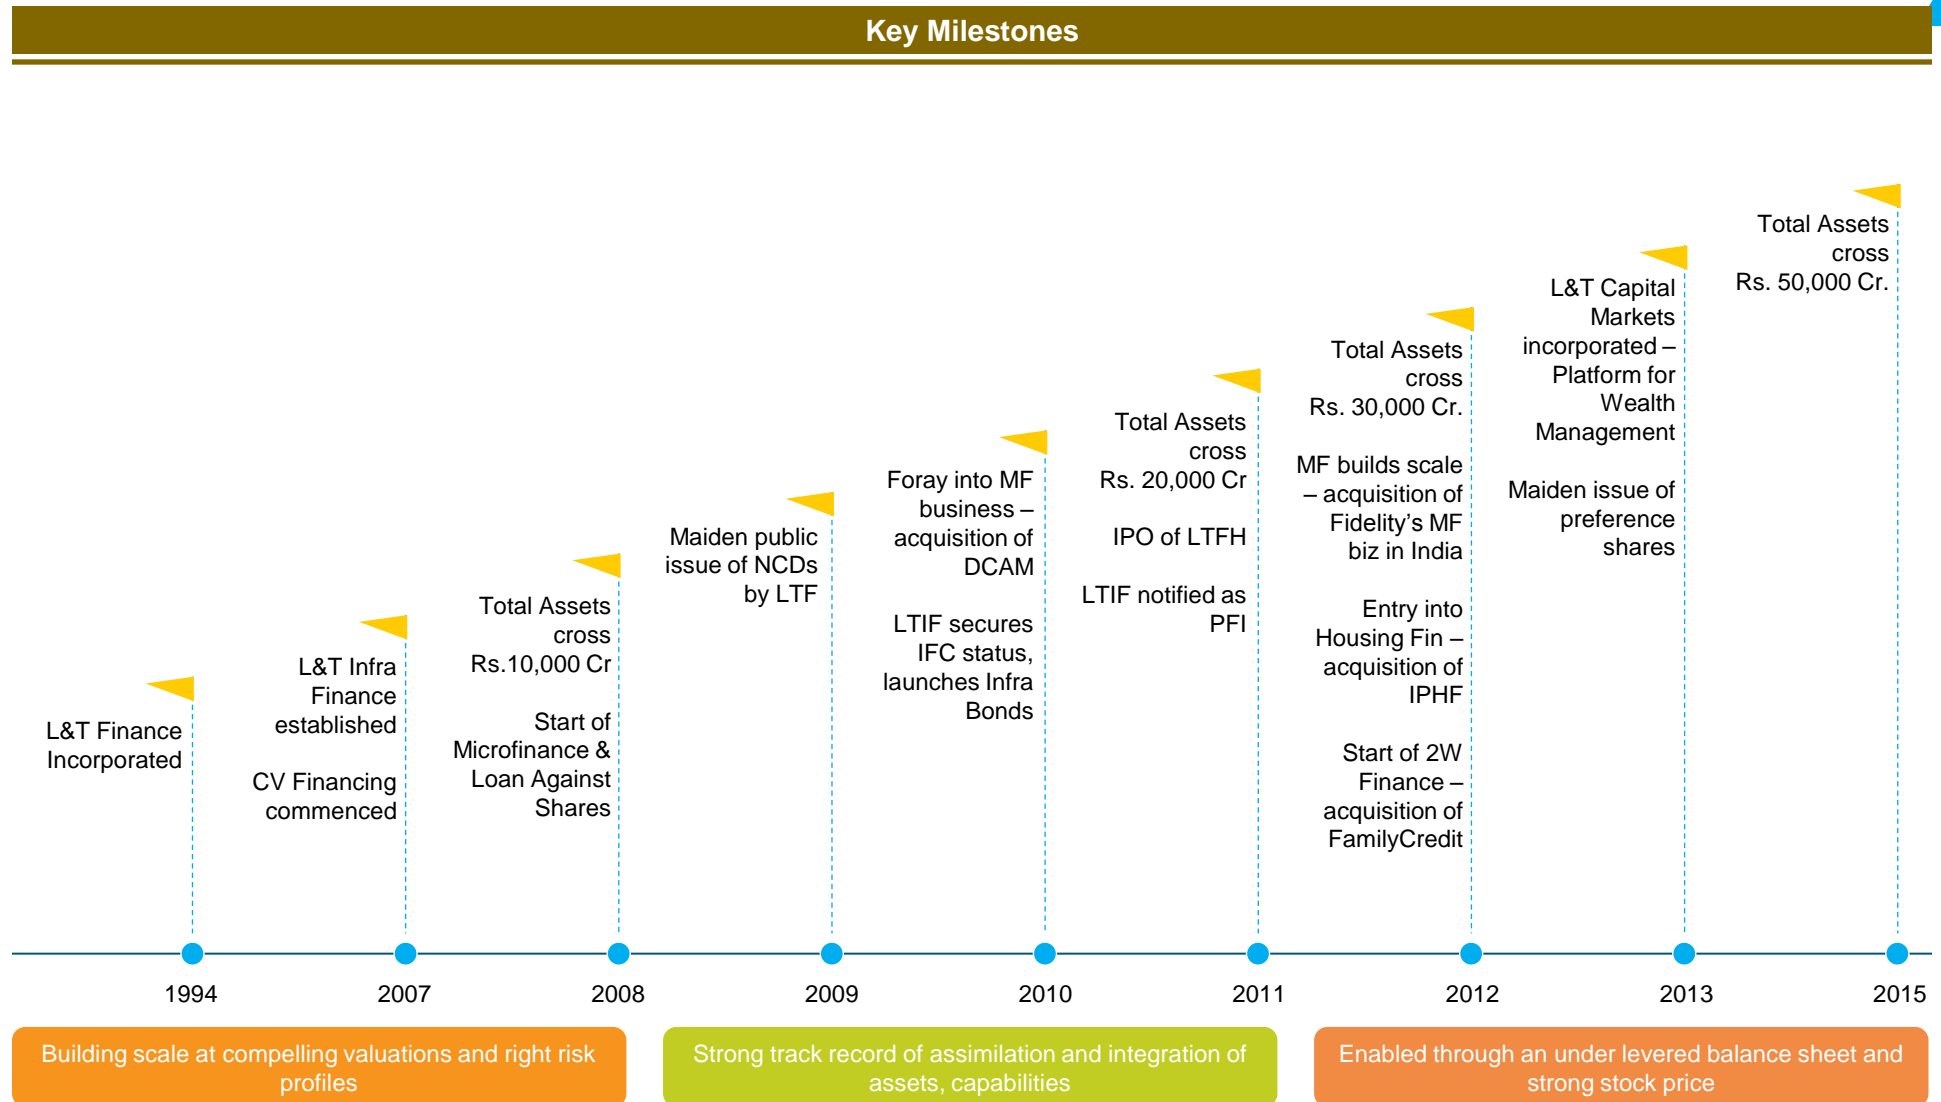 Key Milestones
L&T Finance
Incorporated
L&T Infra
Finance
established
CV Financing
commenced
Total Assets
cross
Rs.10,000 Cr
Start of
Microfinance &
Loan Against
Shares
Maiden public
issue of NCDs
by LTF
Foray into MF
business –
acquisition of
DCAM
LTIF secures
IFC status,
launches Infra
Bonds
Total Assets
cross
Rs. 20,000 Cr
IPO of LTFH
LTIF notified as
PFI
Total Assets
cross
Rs. 30,000 Cr.
MF builds scale
– acquisition of
Fidelity’s MF
biz in India
Entry into
Housing Fin –
acquisition of
IPHF
Start of 2W
Finance –
acquisition of
FamilyCredit
L&T Capital
Markets
incorporated –
Platform for
Wealth
Management
Maiden issue of
preference
shares
Total Assets
cross
Rs. 50,000 Cr.
1994
2007
2008
2009
2010
2011
2012
2013
2015
Building scale at compelling valuations and right risk
profiles
Strong track record of assimilation and integration of
assets, capabilities
Enabled through an under levered balance sheet and
strong stock price